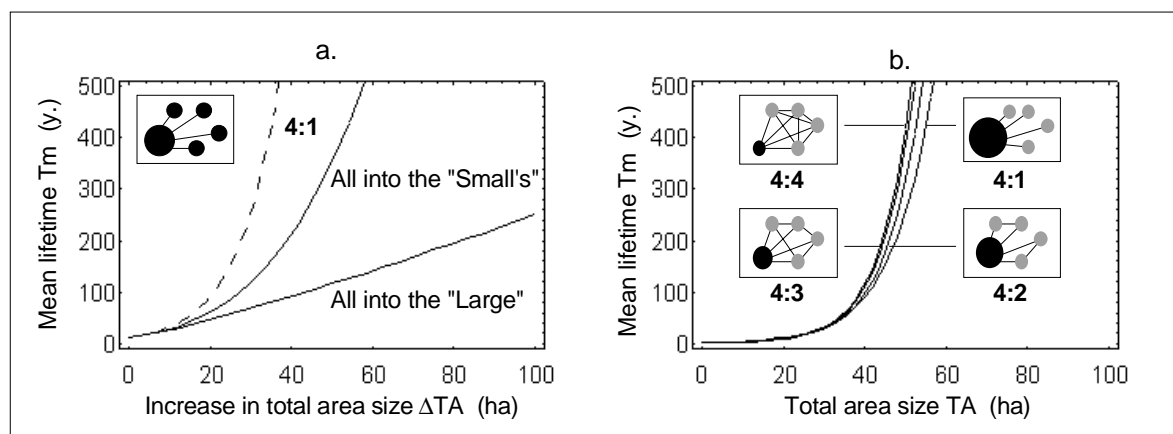 a.
500
400
300
200
100
0
Mean lifetime Tm (y.)
4:1
All into the "Small's"
All into the "Large"
0 20 40 60 80 100
Increase in total area size ΔTA (ha)
b.
500
400
300
200
100
0
Mean lifetime Tm (y.)
4:4 4:1
4:3 4:2
0 20 40 60 80 100
Total area size TA (ha)